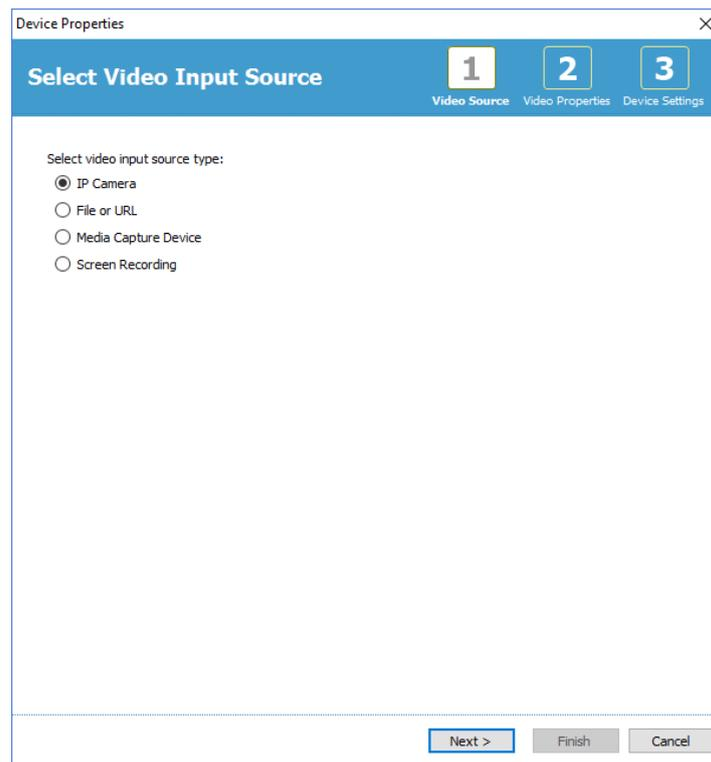 Device Properties
Select Video Input Source
1
Video Source
2
Video Properties
3
Device Settings
Select video input source type:
IP Camera
File or URL
Media Capture Device
Screen Recording
Next >
Finish
Cancel